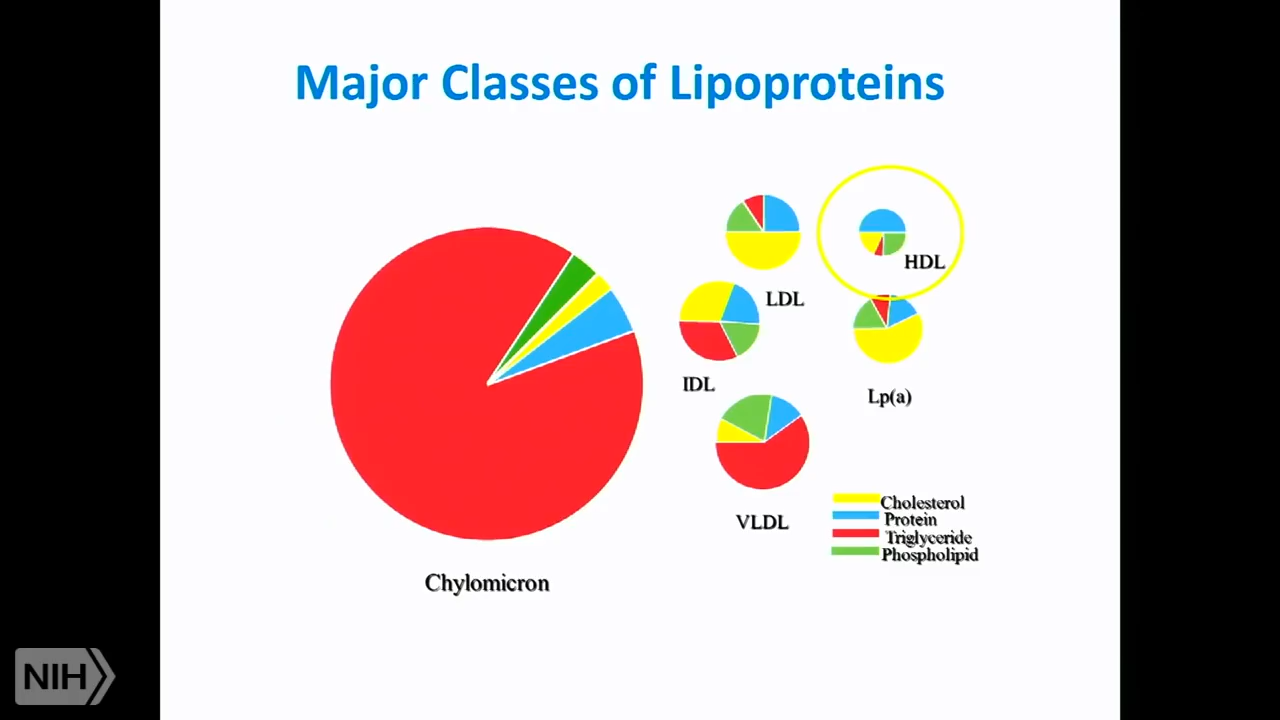 Major Classes of Lipoproteins
HDL
LDL
IDL
Lp(a)
VLDL
Cholesterol
Protein
Triglyceride
Phospholipid
Chylomicron
NIH